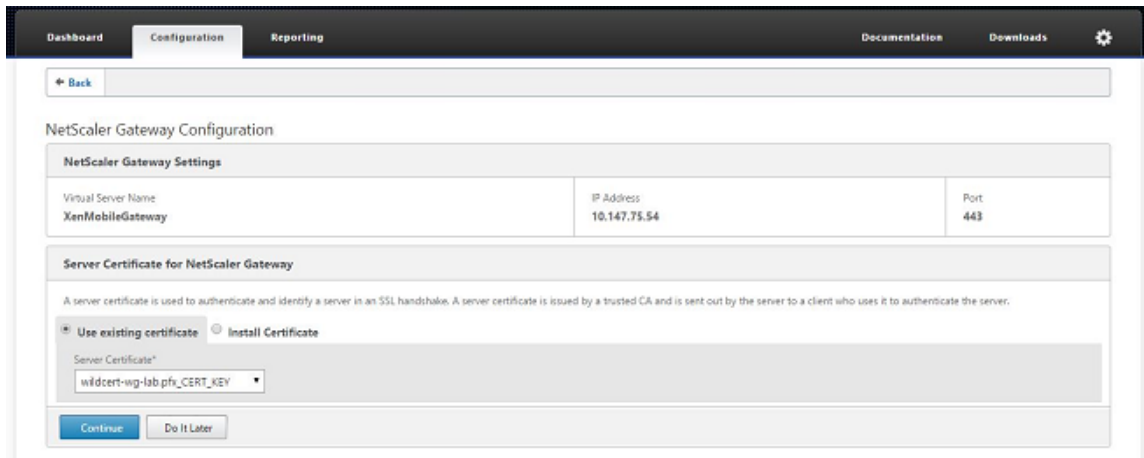 Dashboard Configuration Reporting Documentation Downloads
Back
NetScaler Gateway Configuration
NetScaler Gateway Settings
Virtual Server Name IP Address Port
XenMobileGateway 10.147.75.54 443
Server Certificate for NetScaler Gateway
A server certificate is used to authenticate and identify a server in an SSL handshake. A server certificate is issued by a trusted CA and is sent out by the server to a client who uses it to authenticate the server.
Use existing certificate Install Certificate
Server Certificate*
wildcert-wg-lab.pfx_CERT_KEY
Continue Do It Later